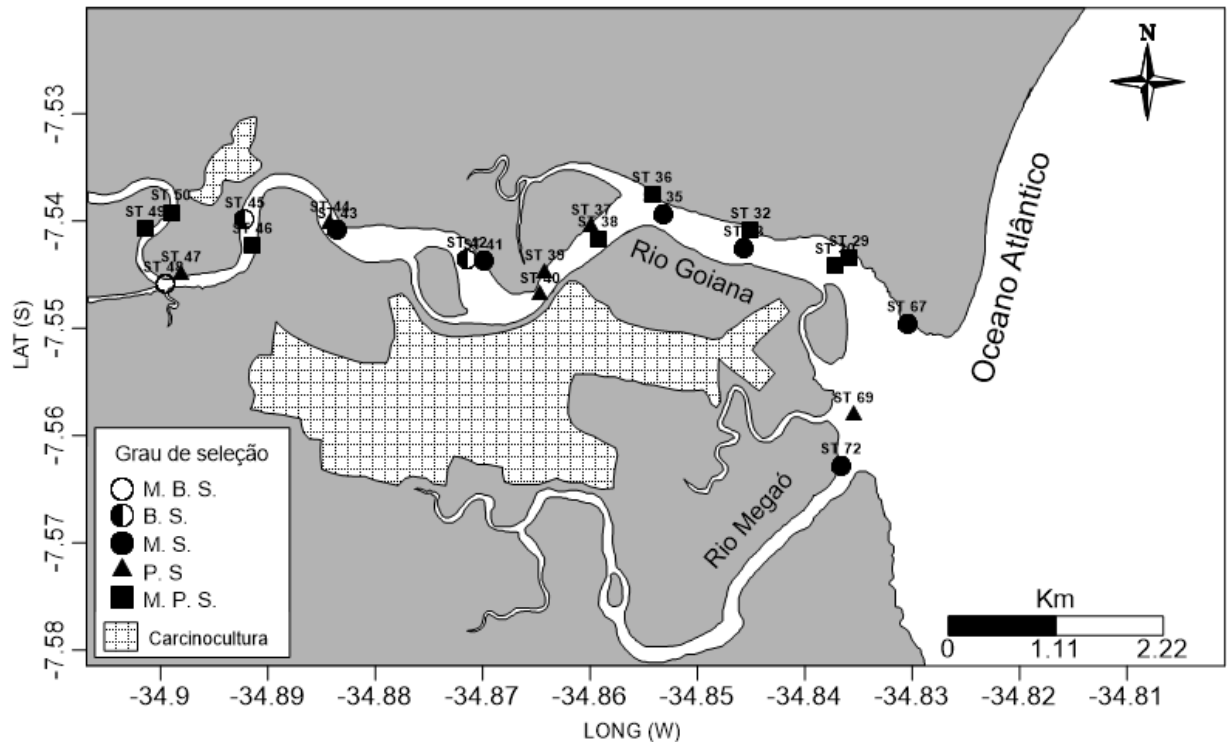 N
-7.53
-7.54
-7.55
-7.56
-7.57
-7.58
LAT (S)
ST 50
ST 49
ST 45
ST 46
ST 47
ST 48
ST 44
ST 43
ST 42
ST 41
ST 36
ST 35
ST 37
ST 38
ST 39
ST 40
ST 32
ST 29
ST 67
ST 69
ST 72
Rio Goiana
Rio Megaó
Oceano Atlântico
Grau de seleção
M. B. S.
B. S.
M. S.
P. S
M. P. S.
Carcinocultura
Km
0 1.11 2.22
-34.9 -34.89 -34.88 -34.87 -34.86 -34.85 -34.84 -34.83 -34.82 -34.81
LONG (W)